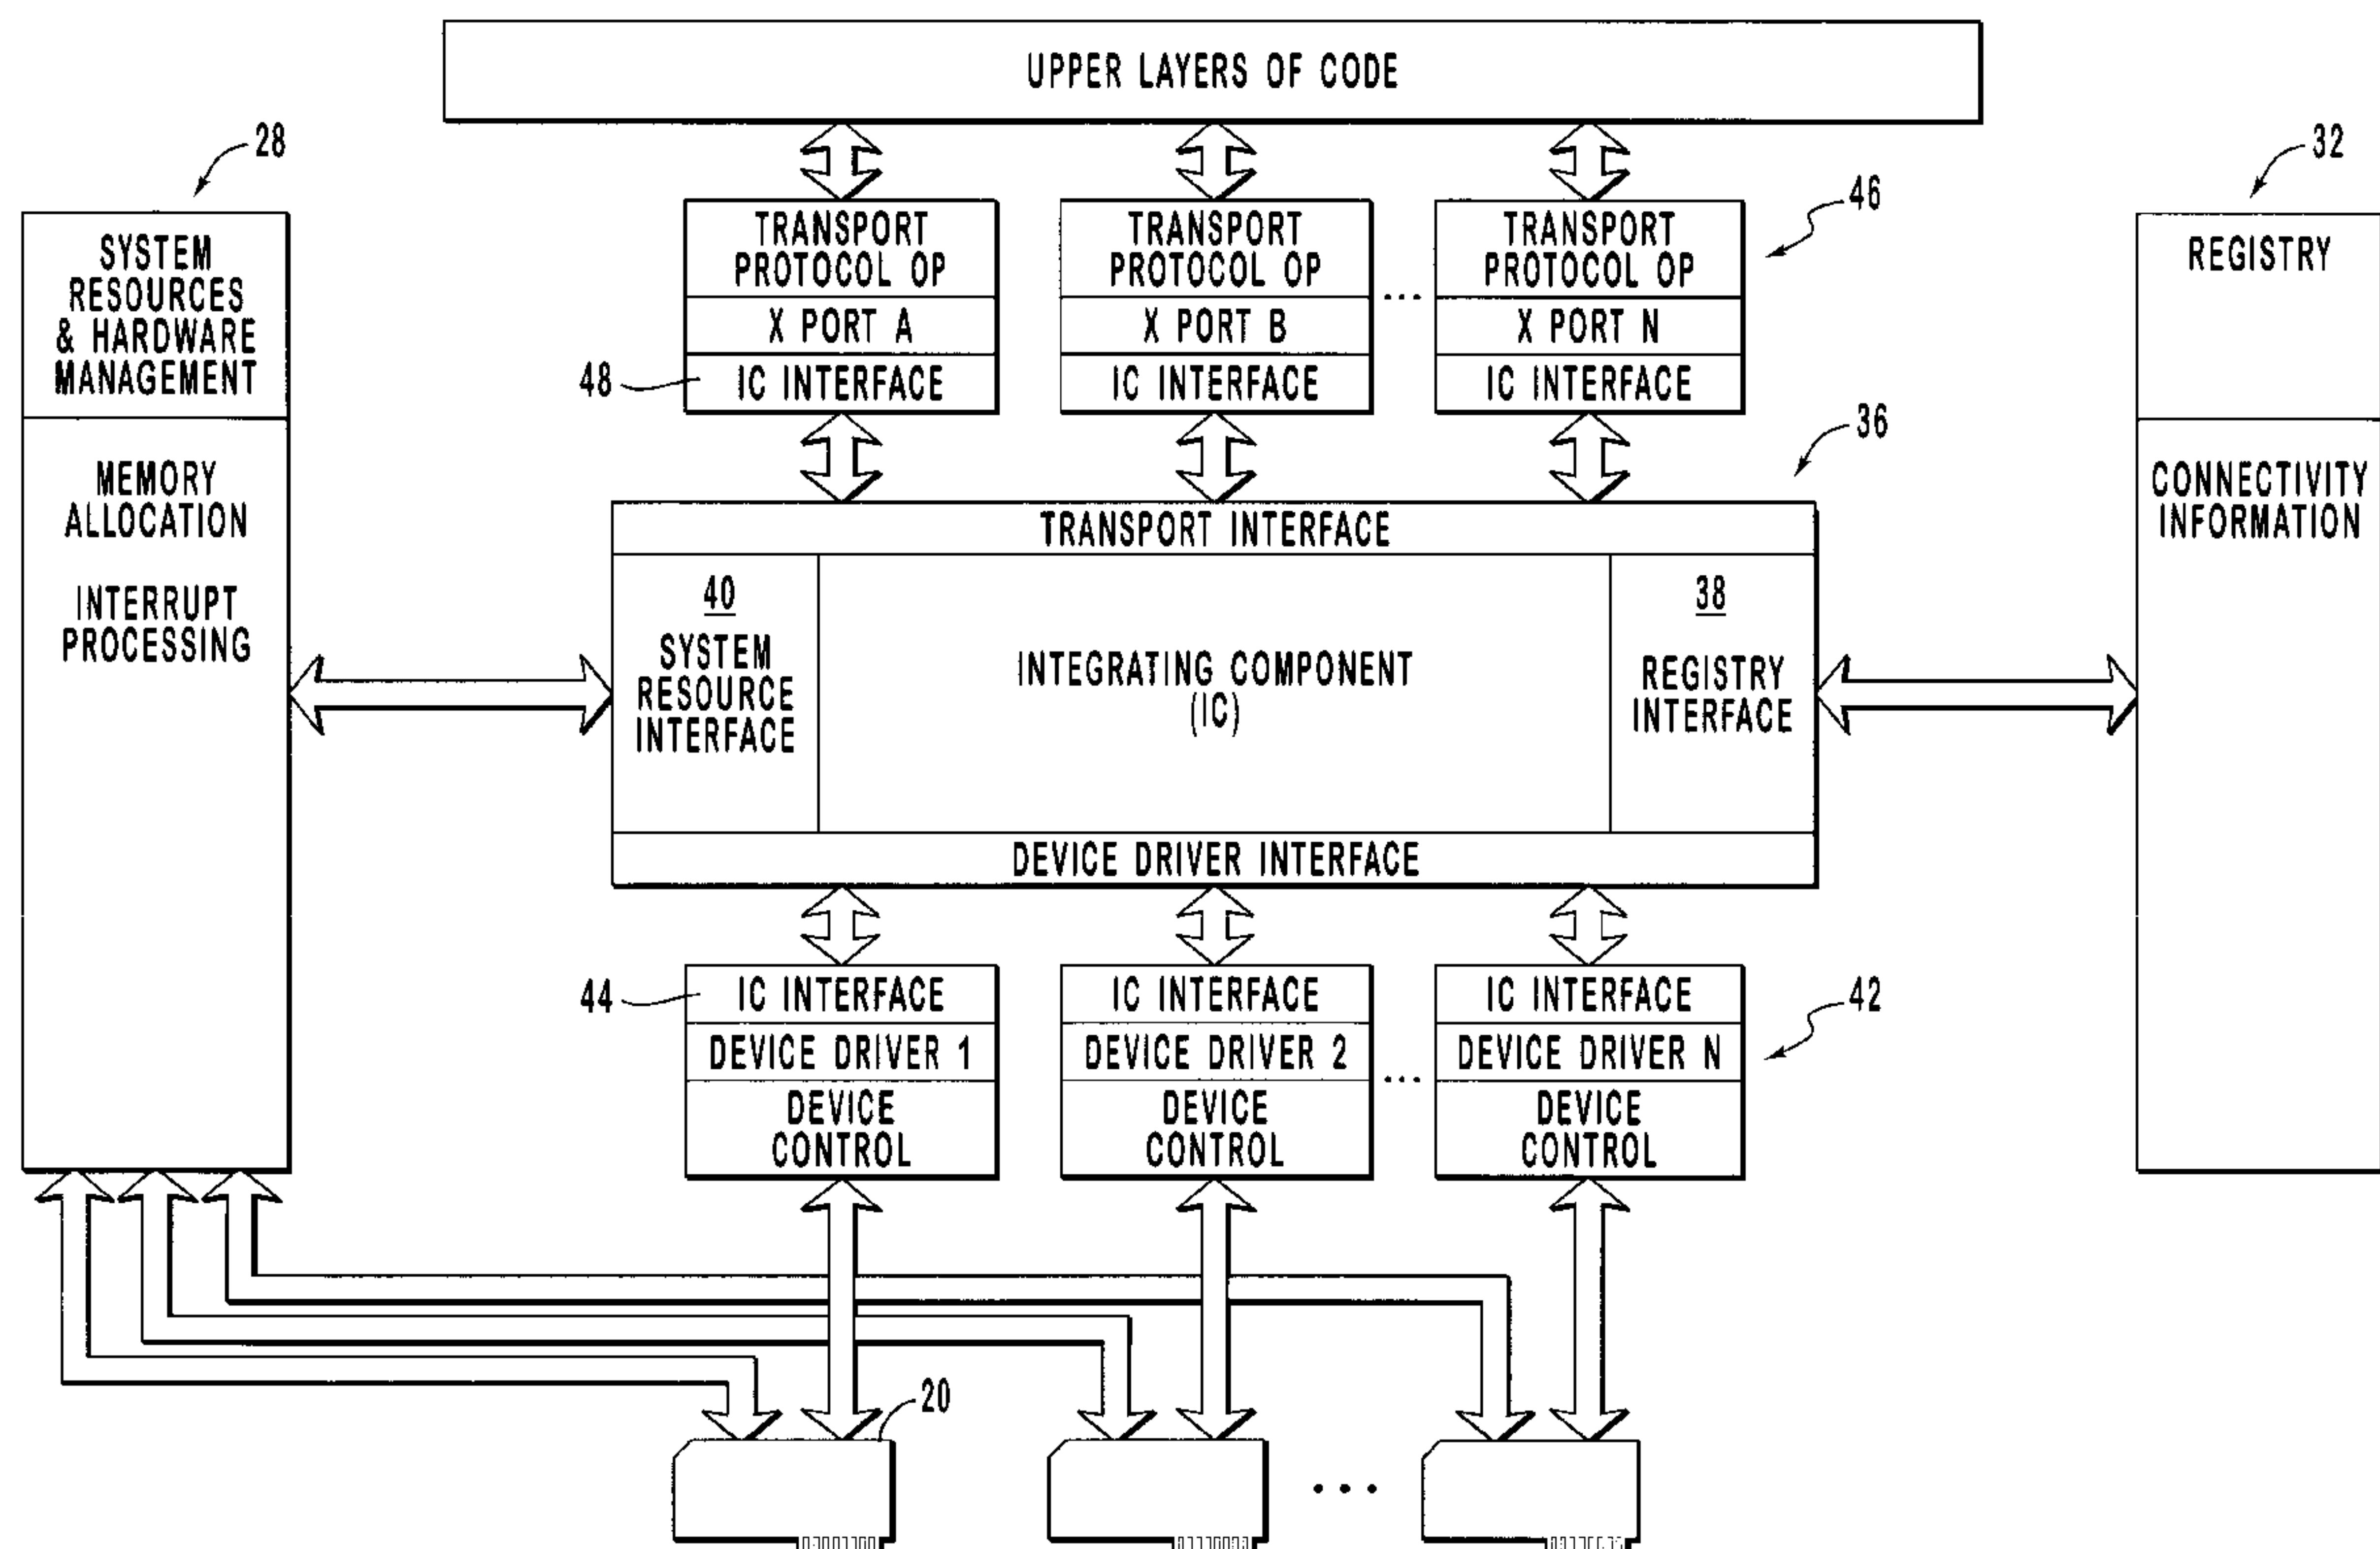 UPPER LAYERS OF CODE
28
32
46
SYSTEM
RESOURCES
& HARDWARE
MANAGEMENT
MEMORY
ALLOCATION
INTERRUPT
PROCESSING
TRANSPORT
PROTOCOL OP
X PORT A
IC INTERFACE
48
TRANSPORT
PROTOCOL OP
X PORT B
IC INTERFACE
...
TRANSPORT
PROTOCOL OP
X PORT N
IC INTERFACE
REGISTRY
CONNECTIVITY
INFORMATION
36
TRANSPORT INTERFACE
40
SYSTEM
RESOURCE
INTERFACE
INTEGRATING COMPONENT
(IC)
38
REGISTRY
INTERFACE
DEVICE DRIVER INTERFACE
44
IC INTERFACE
DEVICE DRIVER 1
DEVICE
CONTROL
IC INTERFACE
DEVICE DRIVER 2
DEVICE
CONTROL
...
IC INTERFACE
DEVICE DRIVER N
DEVICE
CONTROL
42
20
...